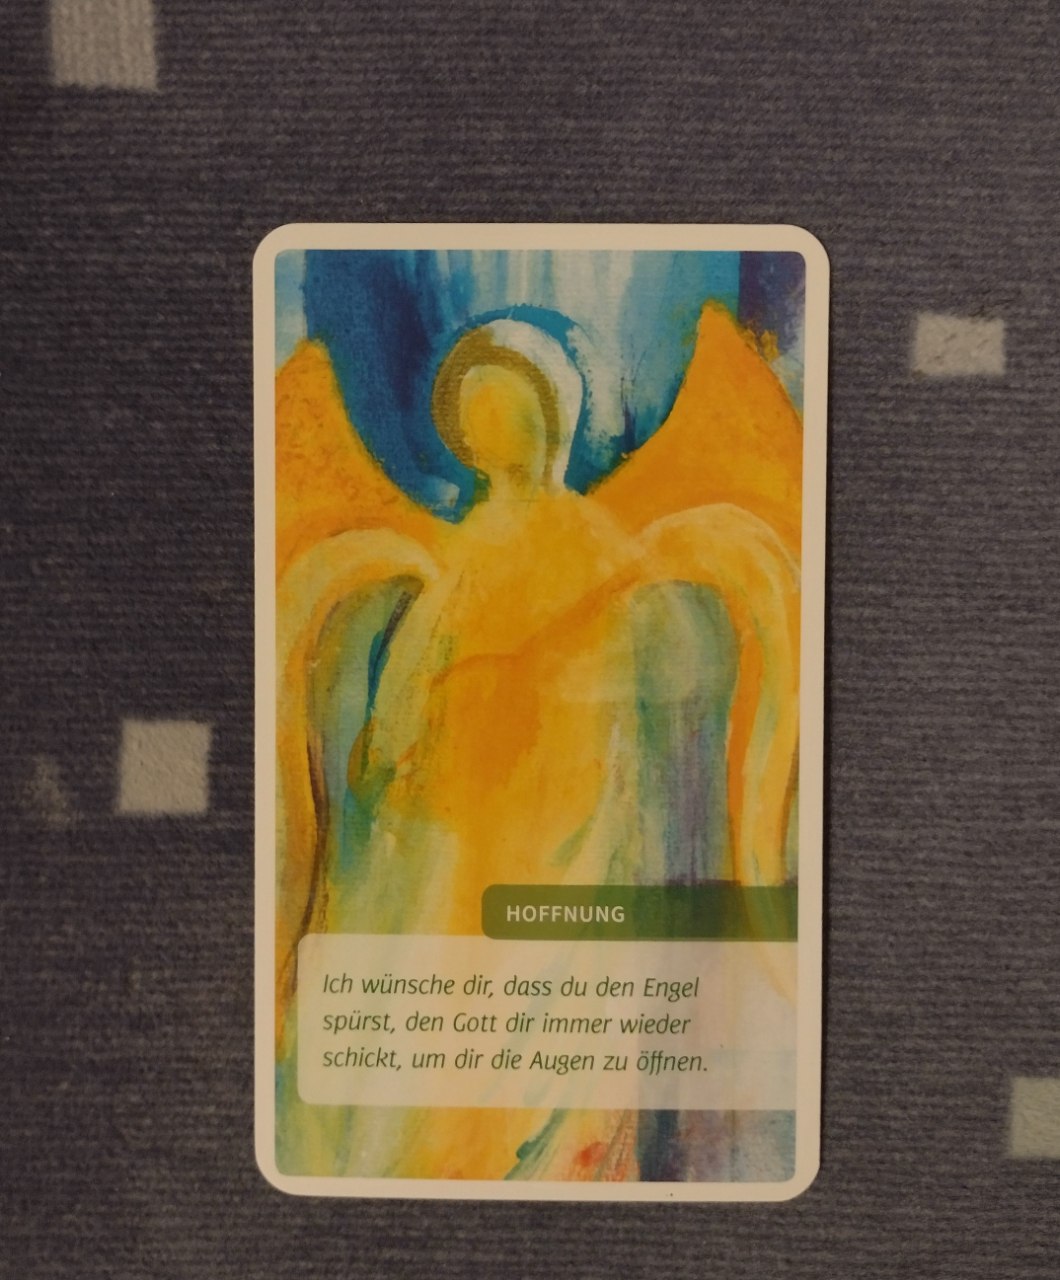 HOFFNUNG
Ich wünsche dir, dass du den Engel
spürst, den Gott dir immer wieder
schickt, um dir die Augen zu öffnen.